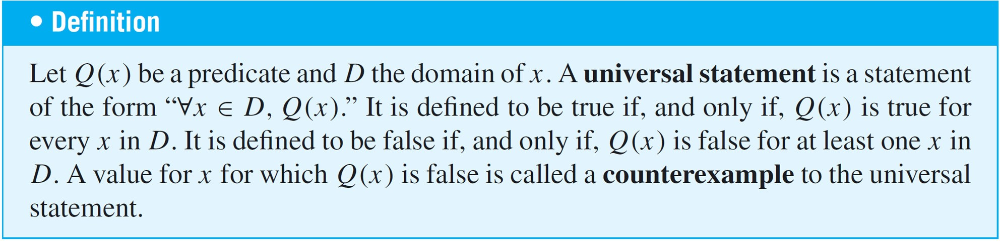 • Definition
Let Q(x) be a predicate and D the domain of x. A universal statement is a statement
of the form “∀x ∈ D, Q(x).” It is defined to be true if, and only if, Q(x) is true for
every x in D. It is defined to be false if, and only if, Q(x) is false for at least one x in
D. A value for x for which Q(x) is false is called a counterexample to the universal
statement.